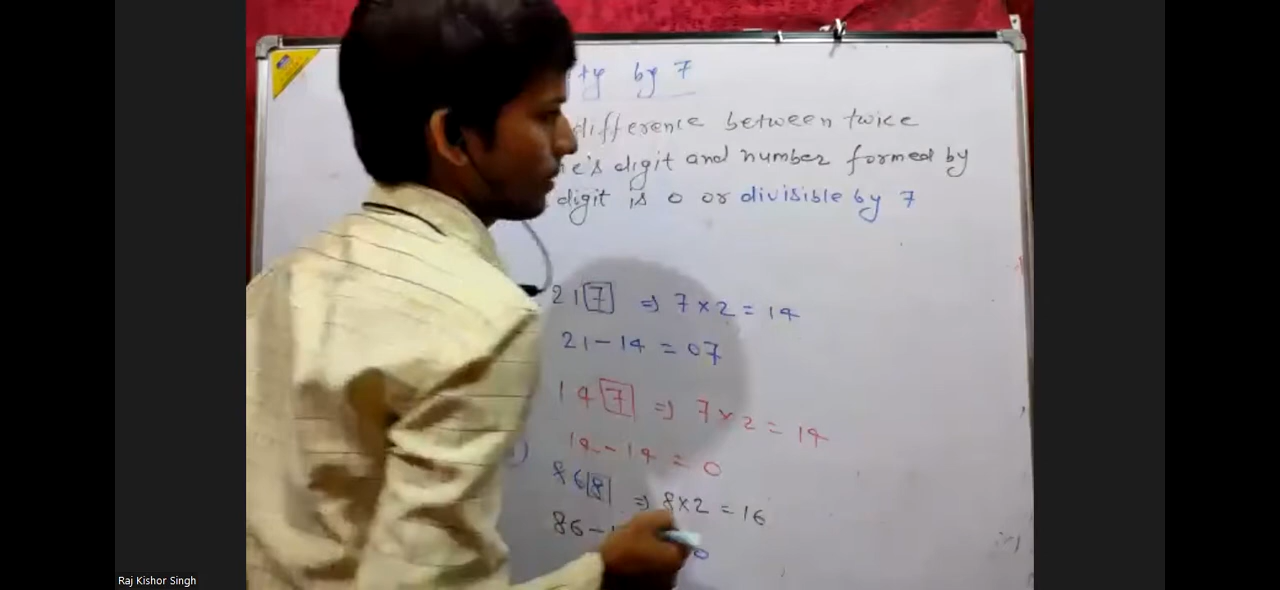 ty by 7
difference between twice
e's digit and number formed by
digit is 0 or divisible by 7
217 => 7×2 = 14
21-14 = 07
147 => 7×2 = 14
14-14 = 0
868 => 8×2 = 16
86-1 0
Raj Kishor Singh